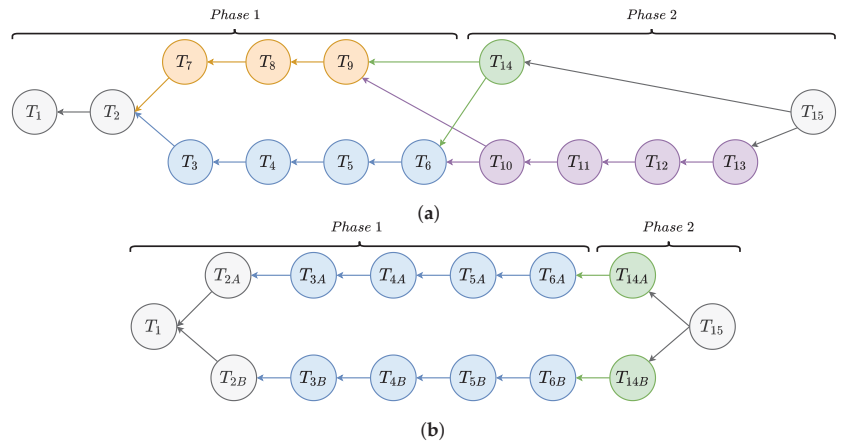 Phase 1 Phase 2
T7 T8 T9 T14
T1 T2 T15
T3 T4 T5 T6 T10 T11 T12 T13
(a)
Phase 1 Phase 2
T2A T3A T4A T5A T6A T14A
T1 T15
T2B T3B T4B T5B T6B T14B
(b)